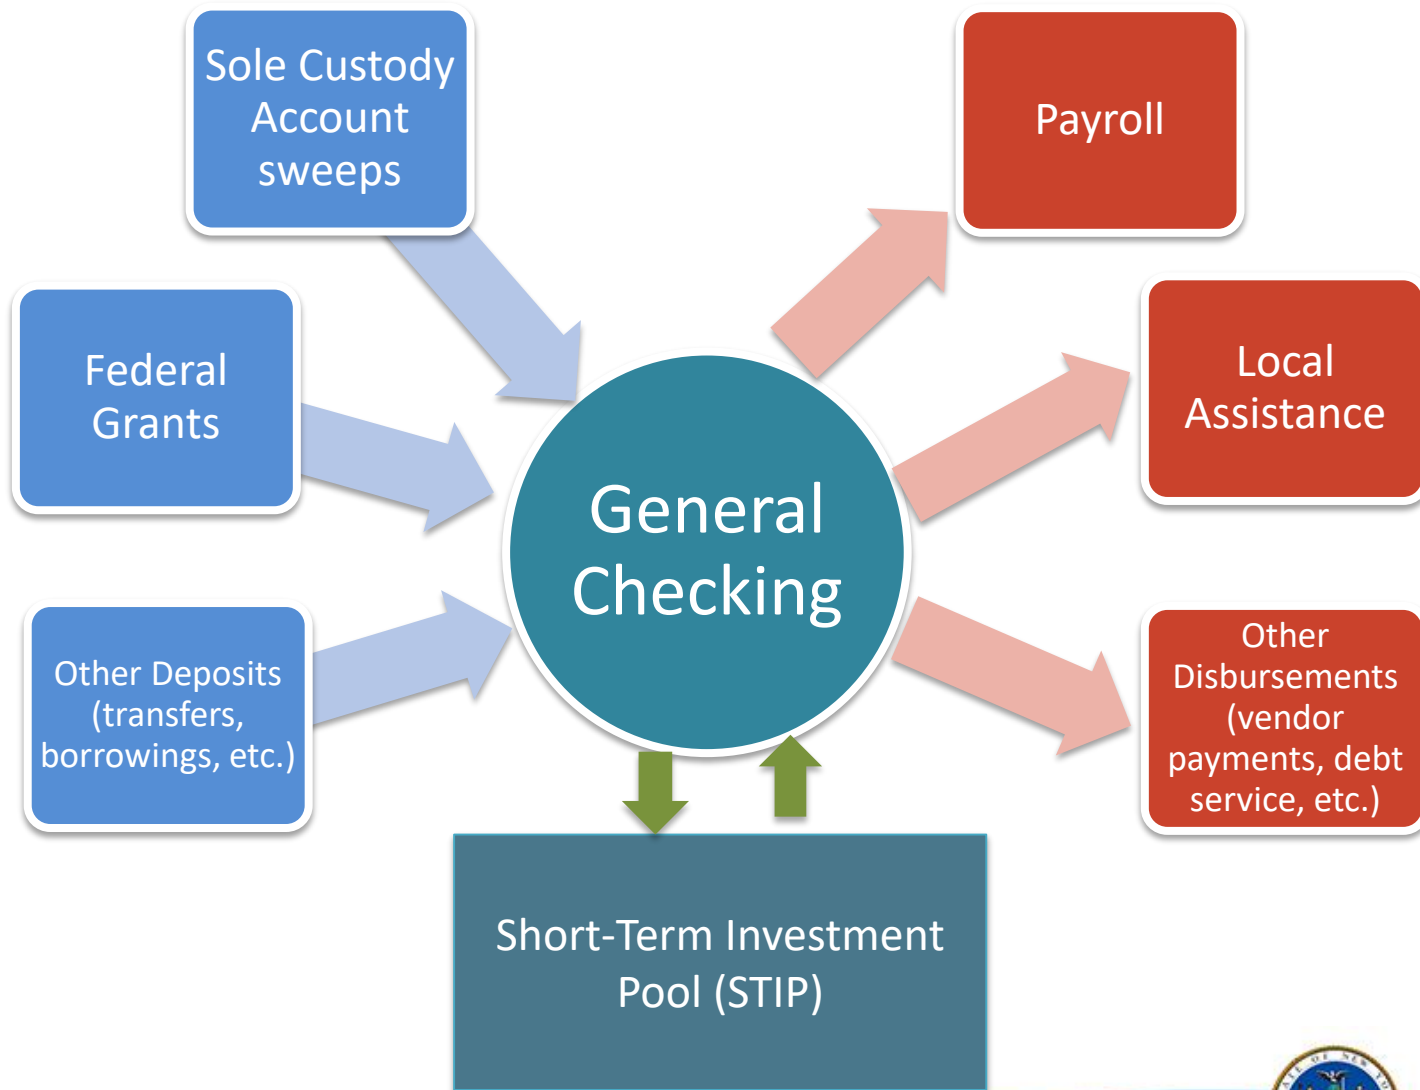 Sole Custody
Account
sweeps
Payroll
Federal
Grants
Local
Assistance
General
Checking
Other Deposits
(transfers,
borrowings, etc.)
Other
Disbursements
(vendor
payments, debt
service, etc.)
Short-Term Investment
Pool (STIP)